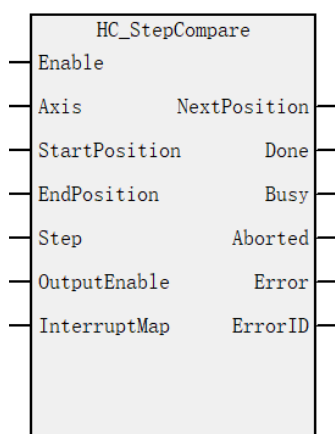 HC_StepCompare
Enable
Axis NextPosition
StartPosition Done
EndPosition Busy
Step Aborted
OutputEnable Error
InterruptMap ErrorID